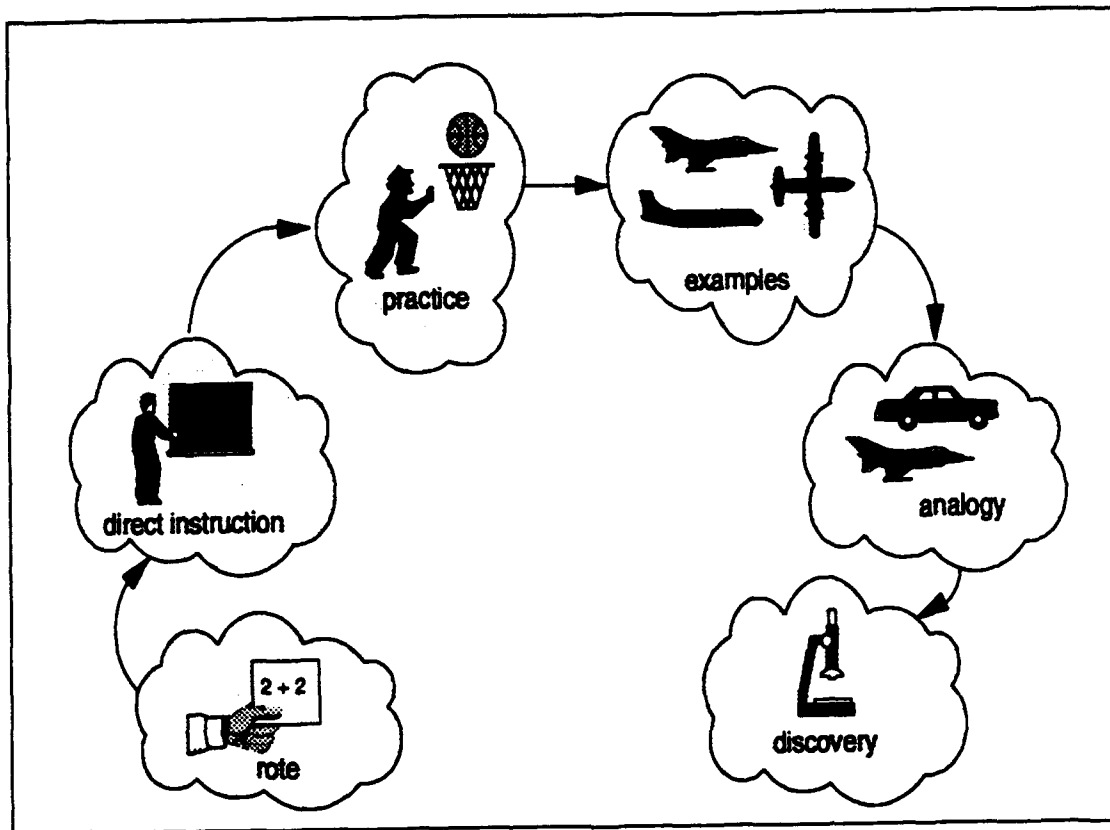 practice
examples
direct instruction
analogy
2 + 2
rote
discovery